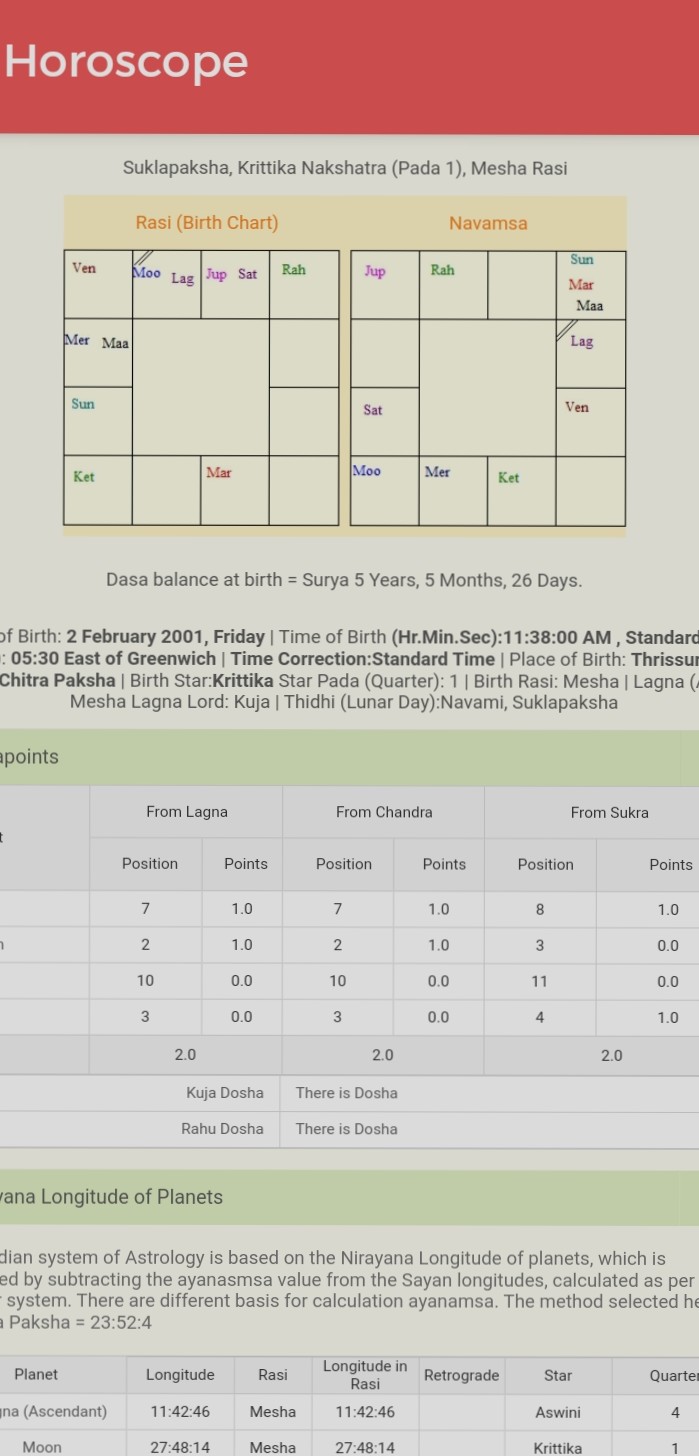 Horoscope
Suklapaksha, Krittika Nakshatra (Pada 1), Mesha Rasi
Rasi (Birth Chart)
Navamsa
Ven Moo Lag Jup Sat Rah
Mer Maa
Sun
Ket Mar
Jup Rah Sun
Mar
Maa
Lag
Sat Ven
Moo Mer Ket
Dasa balance at birth = Surya 5 Years, 5 Months, 26 Days.
of Birth: 2 February 2001, Friday | Time of Birth (Hr.Min.Sec):11:38:00 AM , Standard
: 05:30 East of Greenwich | Time Correction:Standard Time | Place of Birth: Thrissur
Chitra Paksha | Birth Star:Krittika Star Pada (Quarter): 1 | Birth Rasi: Mesha | Lagna (A
Mesha Lagna Lord: Kuja | Thidhi (Lunar Day):Navami, Suklapaksha
apoints
t From Lagna From Chandra From Sukra
Position Points Position Points Position Points
7 1.0 7 1.0 8 1.0
n 2 1.0 2 1.0 3 0.0
10 0.0 10 0.0 11 0.0
3 0.0 3 0.0 4 1.0
2.0 2.0 2.0
Kuja Dosha There is Dosha
Rahu Dosha There is Dosha
yana Longitude of Planets
dian system of Astrology is based on the Nirayana Longitude of planets, which is
ed by subtracting the ayanasmsa value from the Sayan longitudes, calculated as per
r system. There are different basis for calculation ayanamsa. The method selected he
a Paksha = 23:52:4
Planet Longitude Rasi Longitude in Rasi Retrograde Star Quarter
gna (Ascendant) 11:42:46 Mesha 11:42:46 Aswini 4
Moon 27:48:14 Mesha 27:48:14 Krittika 1